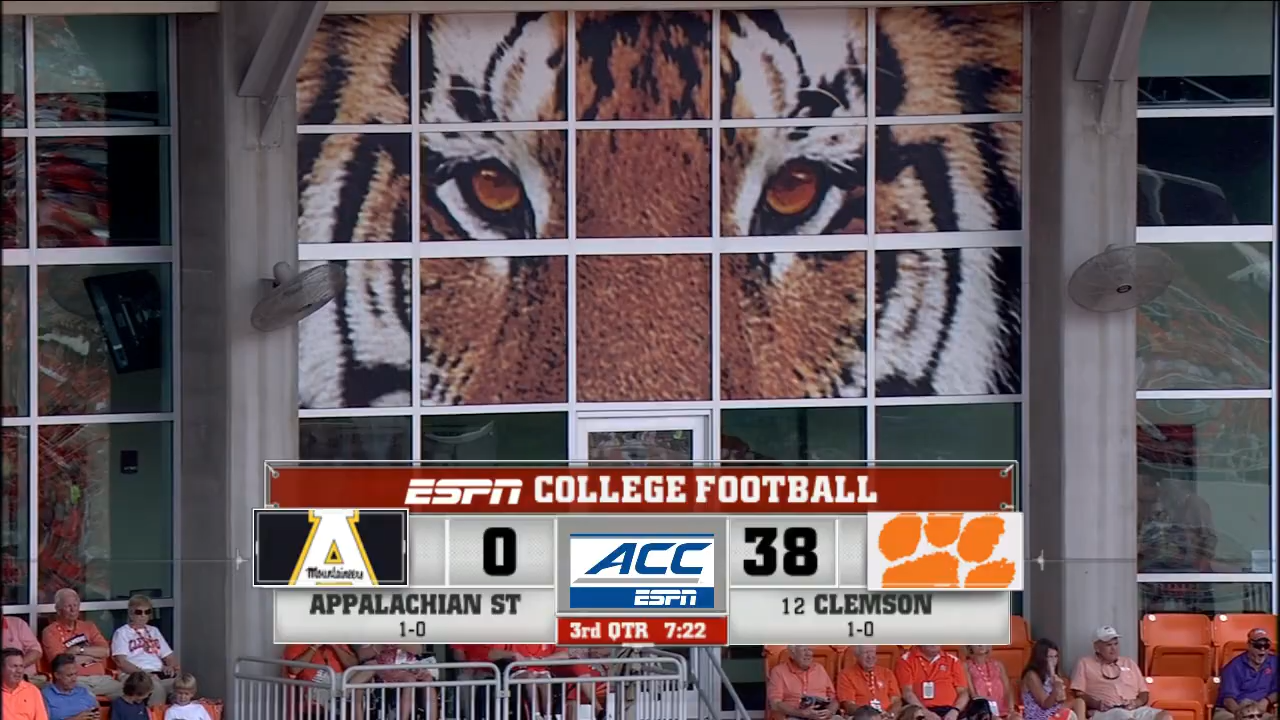 ESPN COLLEGE FOOTBALL
A
Mountaineers
0
ACC
ESPN
38
APPALACHIAN ST
12 CLEMSON
1-0
3rd QTR 7:22
1-0